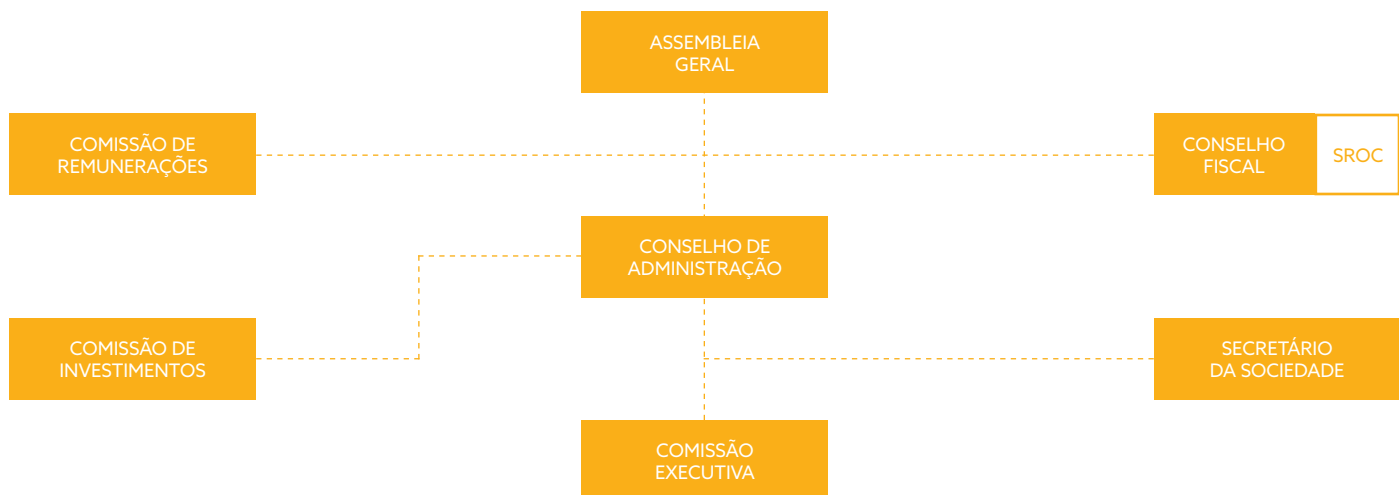 ASSEMBLEIA
GERAL
COMISSÃO DE
REMUNERAÇÕES
CONSELHO
FISCAL
SROC
CONSELHO DE
ADMINISTRAÇÃO
COMISSÃO DE
INVESTIMENTOS
SECRETÁRIO
DA SOCIEDADE
COMISSÃO
EXECUTIVA